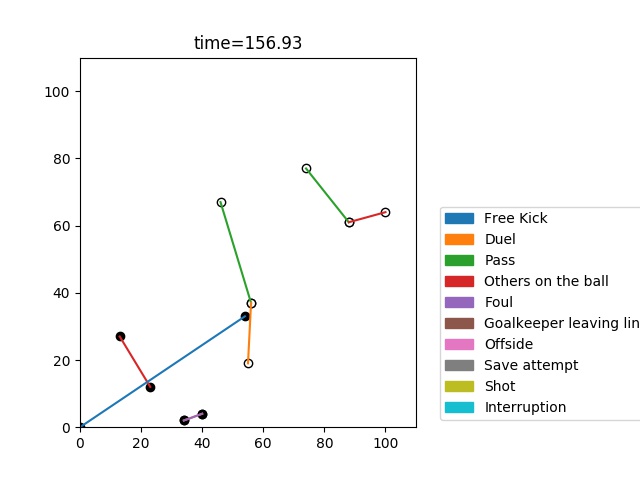 time=156.93
100
80
60
40
20
0
0 20 40 60 80 100
Free Kick
Duel
Pass
Others on the ball
Foul
Goalkeeper leaving lin
Offside
Save attempt
Shot
Interruption